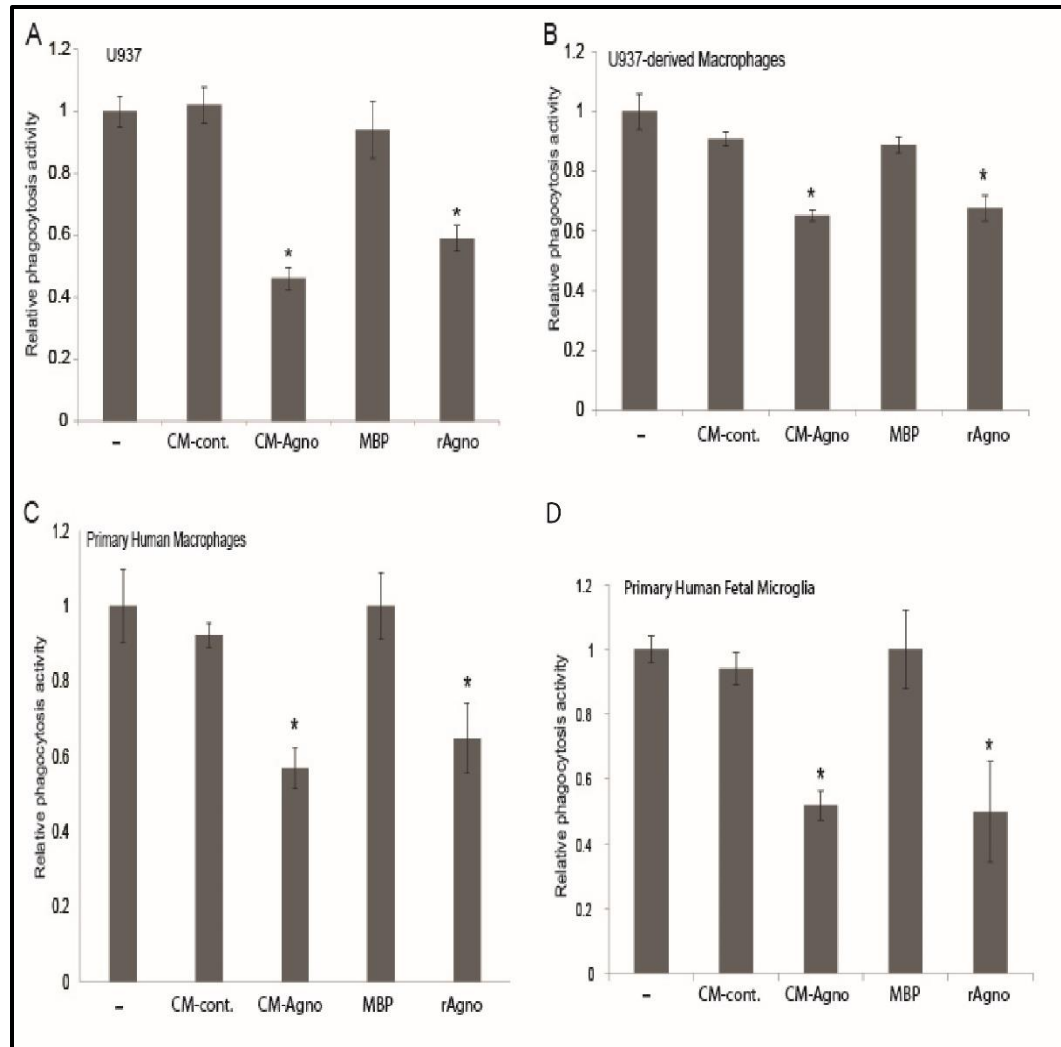 A
U937
Relative phagocytosis activity
1.2
1
0.8
0.6
0.4
0.2
0
* *
– CM-cont. CM-Agno MBP rAgno
B
U937-derived Macrophages
Relative phagocytosis activity
1.2
1
0.8
0.6
0.4
0.2
0
* *
– CM-cont. CM-Agno MBP rAgno
C
Primary Human Macrophages
Relative phagocytosis activity
1.2
1
0.8
0.6
0.4
0.2
0
* *
– CM-cont. CM-Agno MBP rAgno
D
Primary Human Fetal Microglia
Relative phagocytosis activity
1.2
1
0.8
0.6
0.4
0.2
0
* *
– CM-cont. CM-Agno MBP rAgno